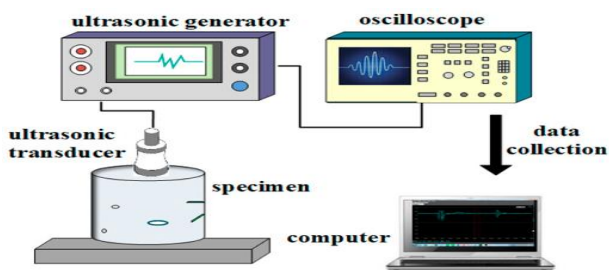 ultrasonic generator
oscilloscope
ultrasonic
transducer
specimen
data
collection
computer